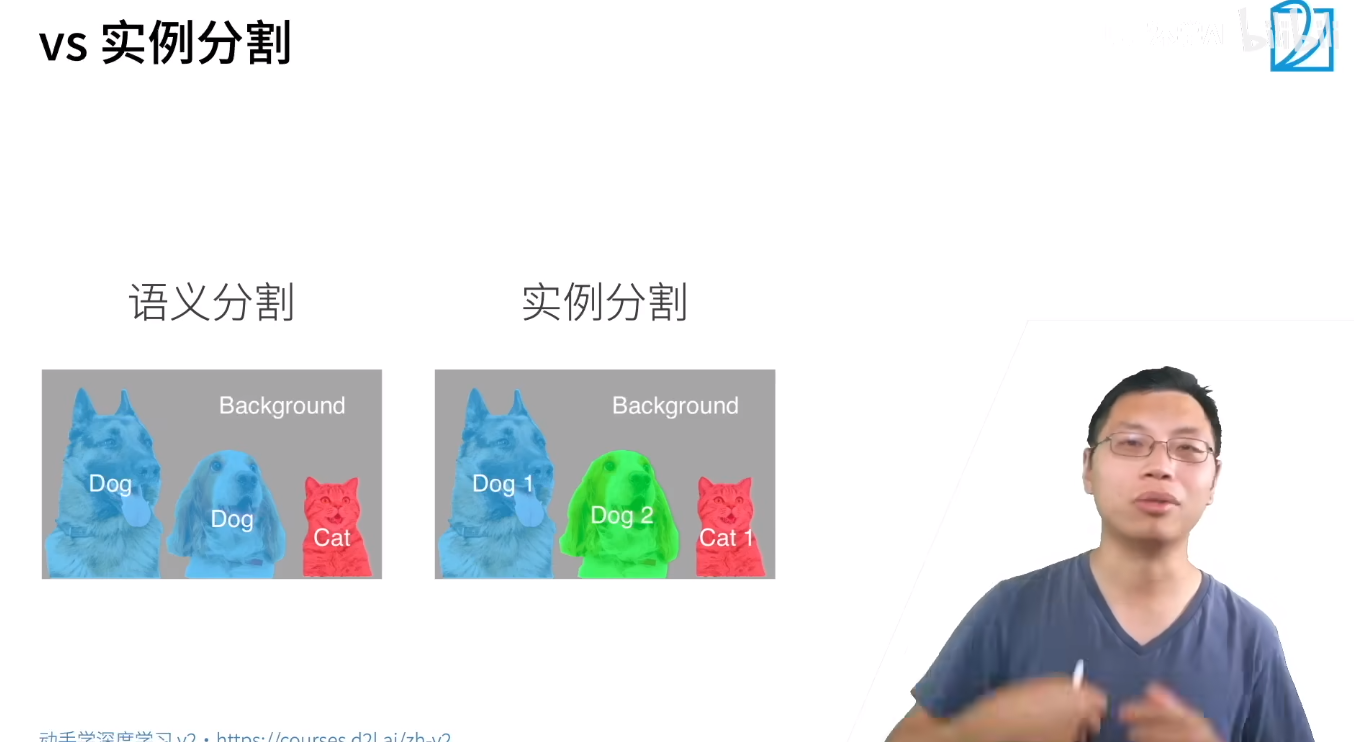 vs 实例分割
bilibili
语义分割
实例分割
Background
Dog
Dog
Cat
Background
Dog 1
Dog 2
Cat 1
动手学深度学习 v2 · https://courses.d2l.ai/zh-v2